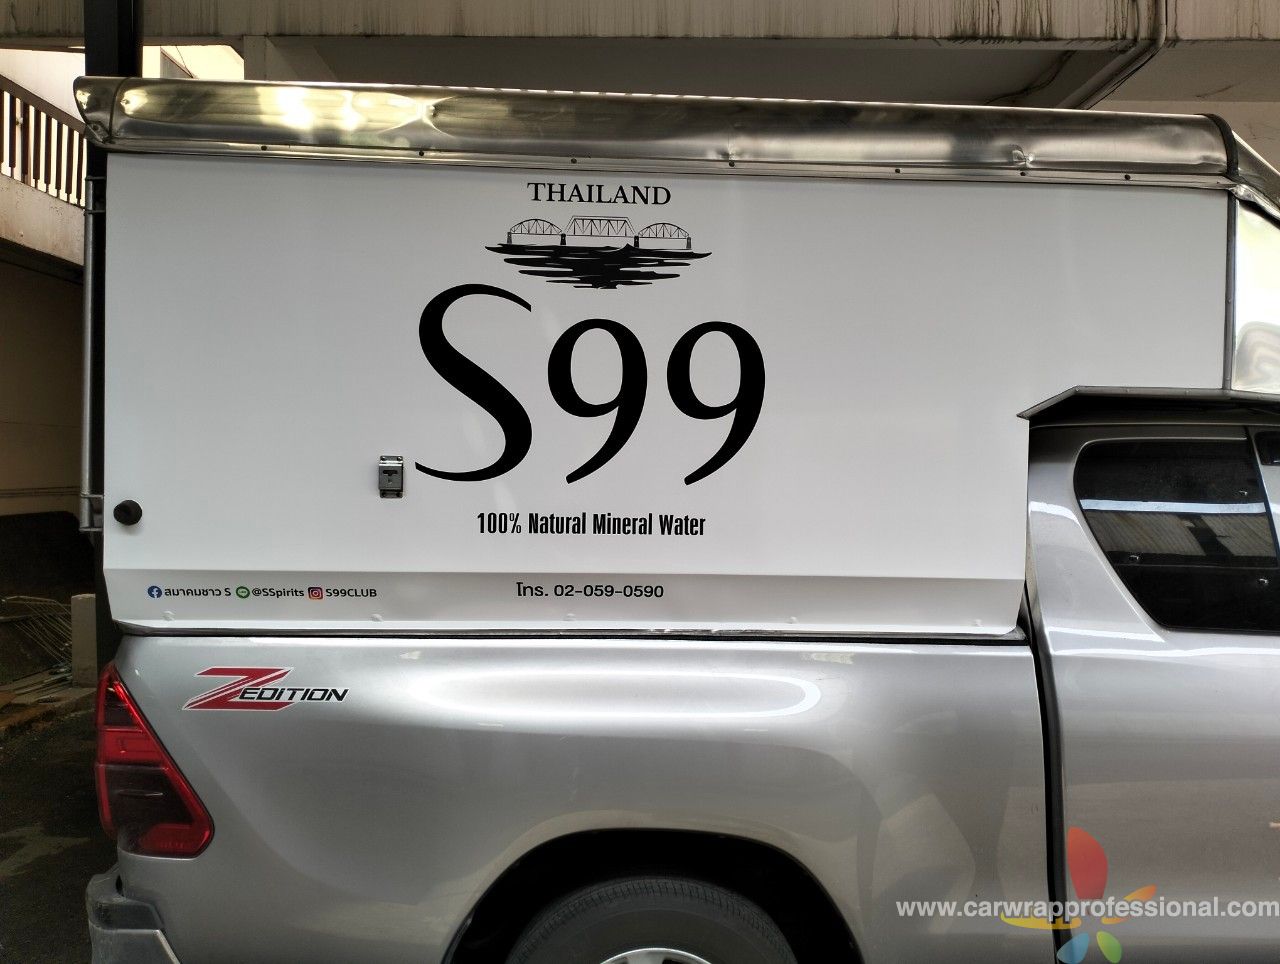 THAILAND
S99
100% Natural Mineral Water
สมาคมชาว S @SSpirits S99CLUB
โทร. 02-059-0590
Z EDITION
www.carwrapprofessional.com